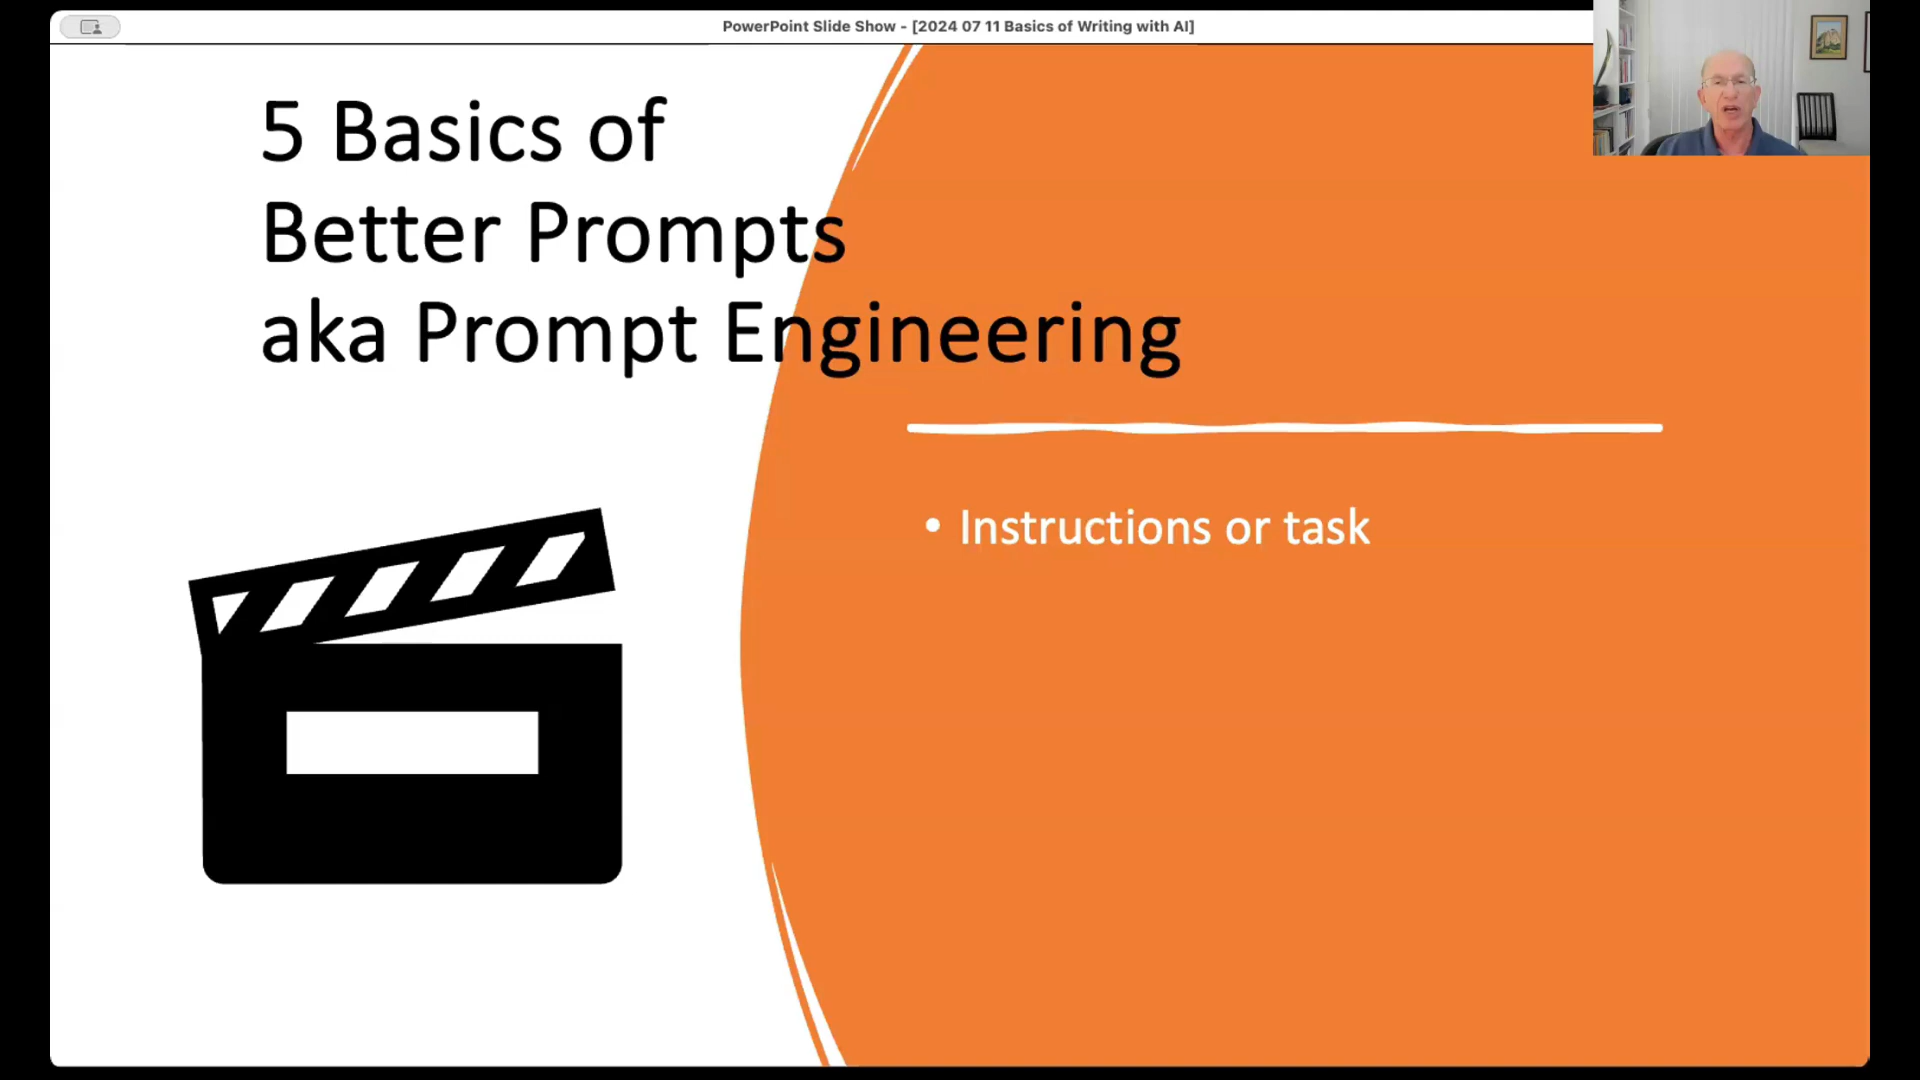 PowerPoint Slide Show - [2024 07 11 Basics of Writing with AI]
5 Basics of
Better Prompts
aka Prompt Engineering
• Instructions or task